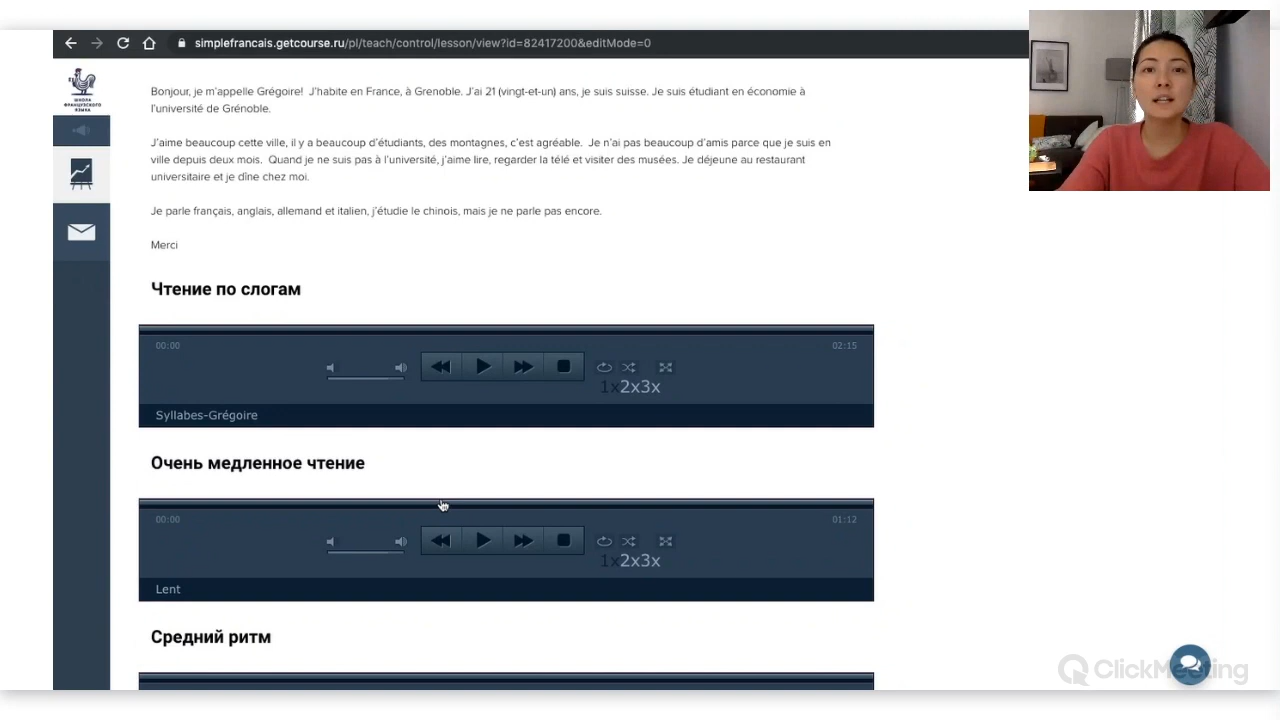 simplefrancais.getcourse.ru/pl/teach/control/lesson/view?id=82417200&editMode=0
ШКОЛА
ФРАНЦУЗСКОГО
ЯЗЫКА
Bonjour, je m'appelle Grégoire! J'habite en France, à Grenoble. J'ai 21 (vingt-et-un) ans, je suis suisse. Je suis étudiant en économie à
l'université de Grénoble.
J'aime beaucoup cette ville, il y a beaucoup d'étudiants, des montagnes, c'est agréable. Je n'ai pas beaucoup d'amis parce que je suis en
ville depuis deux mois. Quand je ne suis pas à l'université, j'aime lire, regarder la télé et visiter des musées. Je déjeune au restaurant
universitaire et je dîne chez moi.
Je parle français, anglais, allemand et italien, j'étudie le chinois, mais je ne parle pas encore.
Merci
Чтение по слогам
00:00 02:15
1x2x3x
Syllabes-Grégoire
Очень медленное чтение
00:00 01:12
1x2x3x
Lent
Средний ритм
ClickMeeting